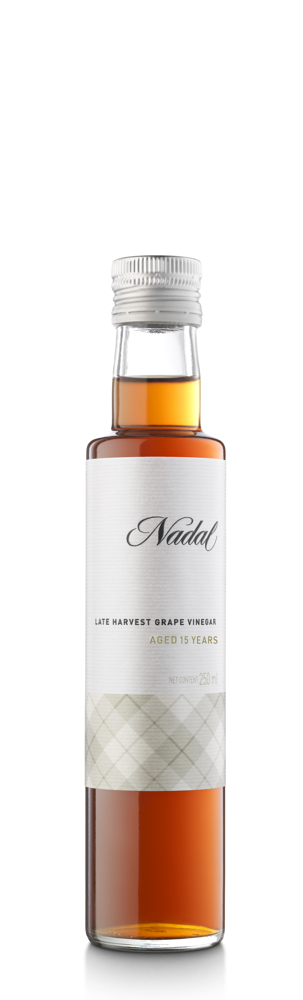 Nadal
LATE HARVEST GRAPE VINEGAR
AGED 15 YEARS
NET CONTENT 250 ml